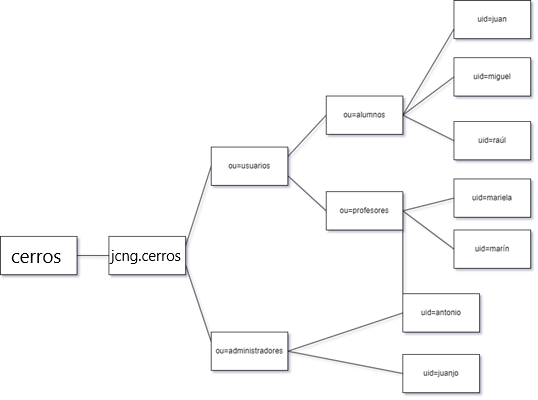 cerros
jcng.cerros
ou=usuarios
ou=administradores
ou=alumnos
ou=profesores
uid=juan
uid=miguel
uid=raúl
uid=mariela
uid=marín
uid=antonio
uid=juanjo